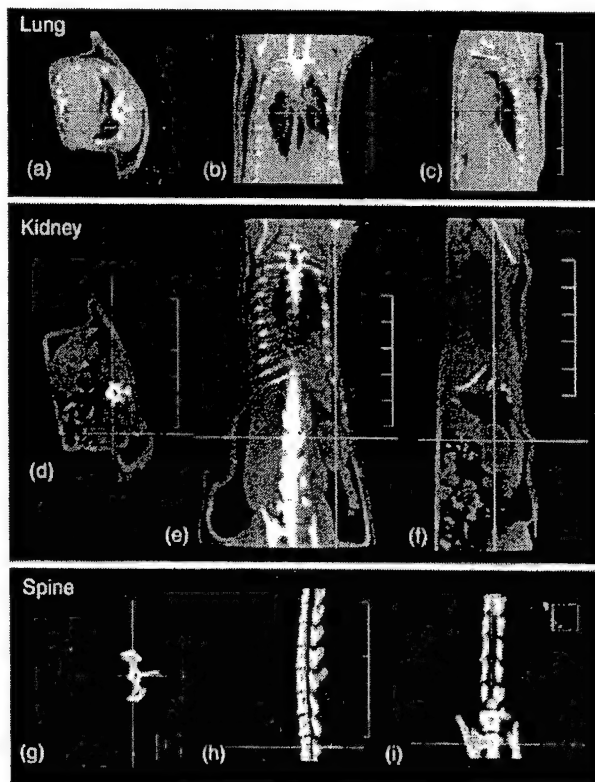 Lung
(a) (b) (c)
Kidney
(d) (e) (f)
Spine
(g) (h) (i)